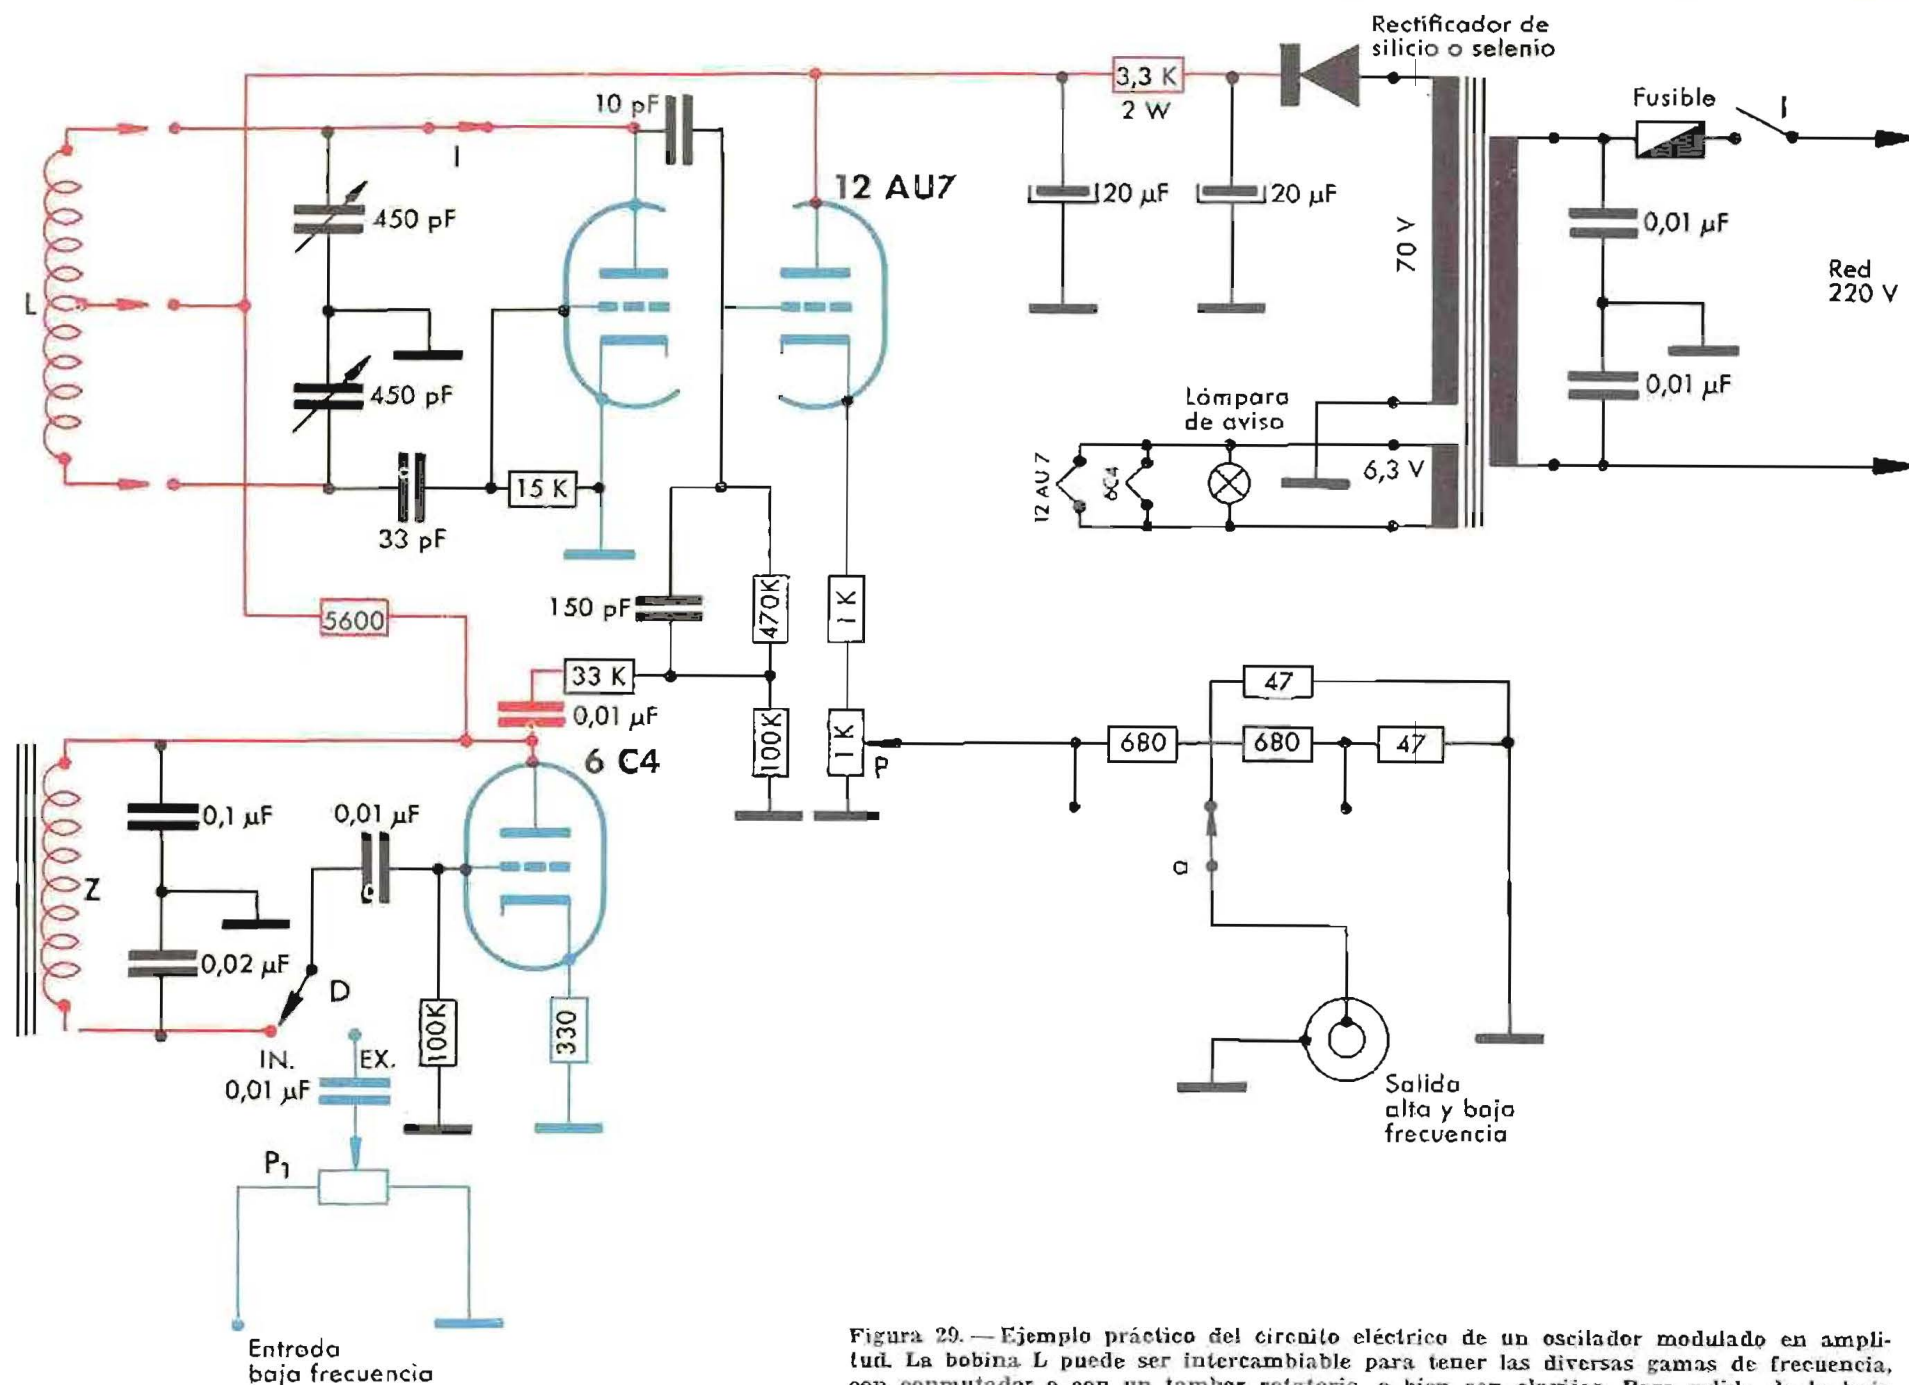 Rectificador de
silicio o selenio
3,3 K
2 W
Fusible
I
10 pF
I
12 AU7
450 pF
20 µF
20 µF
70 V
0,01 µF
Red
220 V
L
450 pF
0,01 µF
Lámpara
de aviso
12 AU 7
6C4
6,3 V
15 K
33 pF
150 pF
470K
1 K
5600
33 K
0,01 µF
47
6 C4
100K
1 K
P
680
680
47
0,1 µF
0,01 µF
Z
a
0,02 µF
D
100K
330
IN.
EX.
0,01 µF
Salida
alta y baja
frecuencia
P₁
Entrada
baja frecuencia
Figura 29. — Ejemplo práctico del circuito eléctrico de un oscilador modulado en ampli-
tud. La bobina L puede ser intercambiable para tener las diversas gamas de frecuencia,